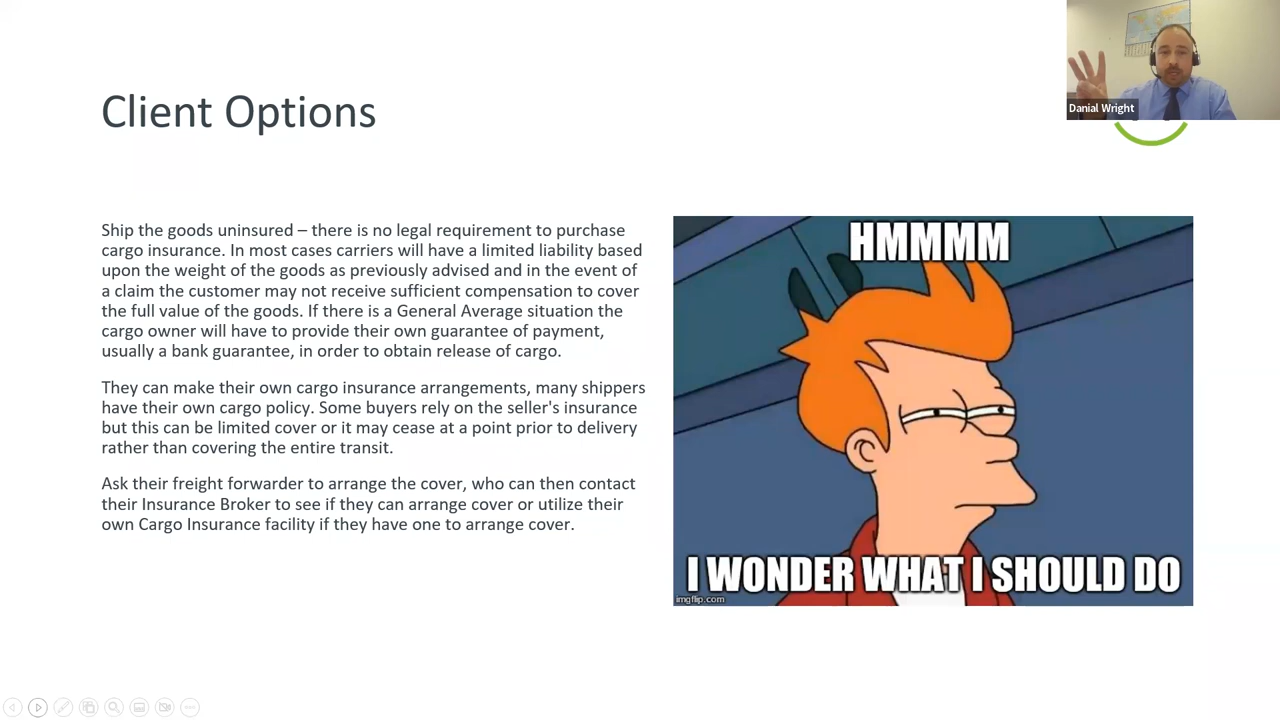 Client Options
Danial Wright
Ship the goods uninsured – there is no legal requirement to purchase
cargo insurance. In most cases carriers will have a limited liability based
upon the weight of the goods as previously advised and in the event of
a claim the customer may not receive sufficient compensation to cover
the full value of the goods. If there is a General Average situation the
cargo owner will have to provide their own guarantee of payment,
usually a bank guarantee, in order to obtain release of cargo.
They can make their own cargo insurance arrangements, many shippers
have their own cargo policy. Some buyers rely on the seller's insurance
but this can be limited cover or it may cease at a point prior to delivery
rather than covering the entire transit.
Ask their freight forwarder to arrange the cover, who can then contact
their Insurance Broker to see if they can arrange cover or utilize their
own Cargo Insurance facility if they have one to arrange cover.
HMMMM
I WONDER WHAT I SHOULD DO
imgflip.com